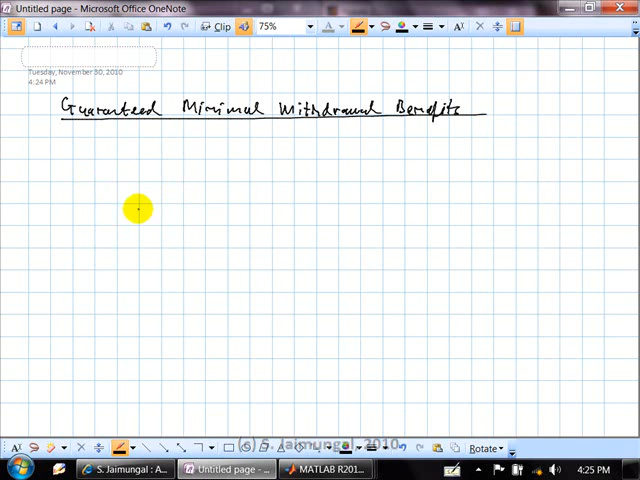 Untitled page - Microsoft Office OneNote
Clip 75%
Tuesday, November 30, 2010
4:24 PM
Guaranteed Minimal Withdrawal Benefits
(c) S. Jaimungal, 2010
Rotate
S. Jaimungal : A... Untitled page - ... MATLAB R201... 4:25 PM